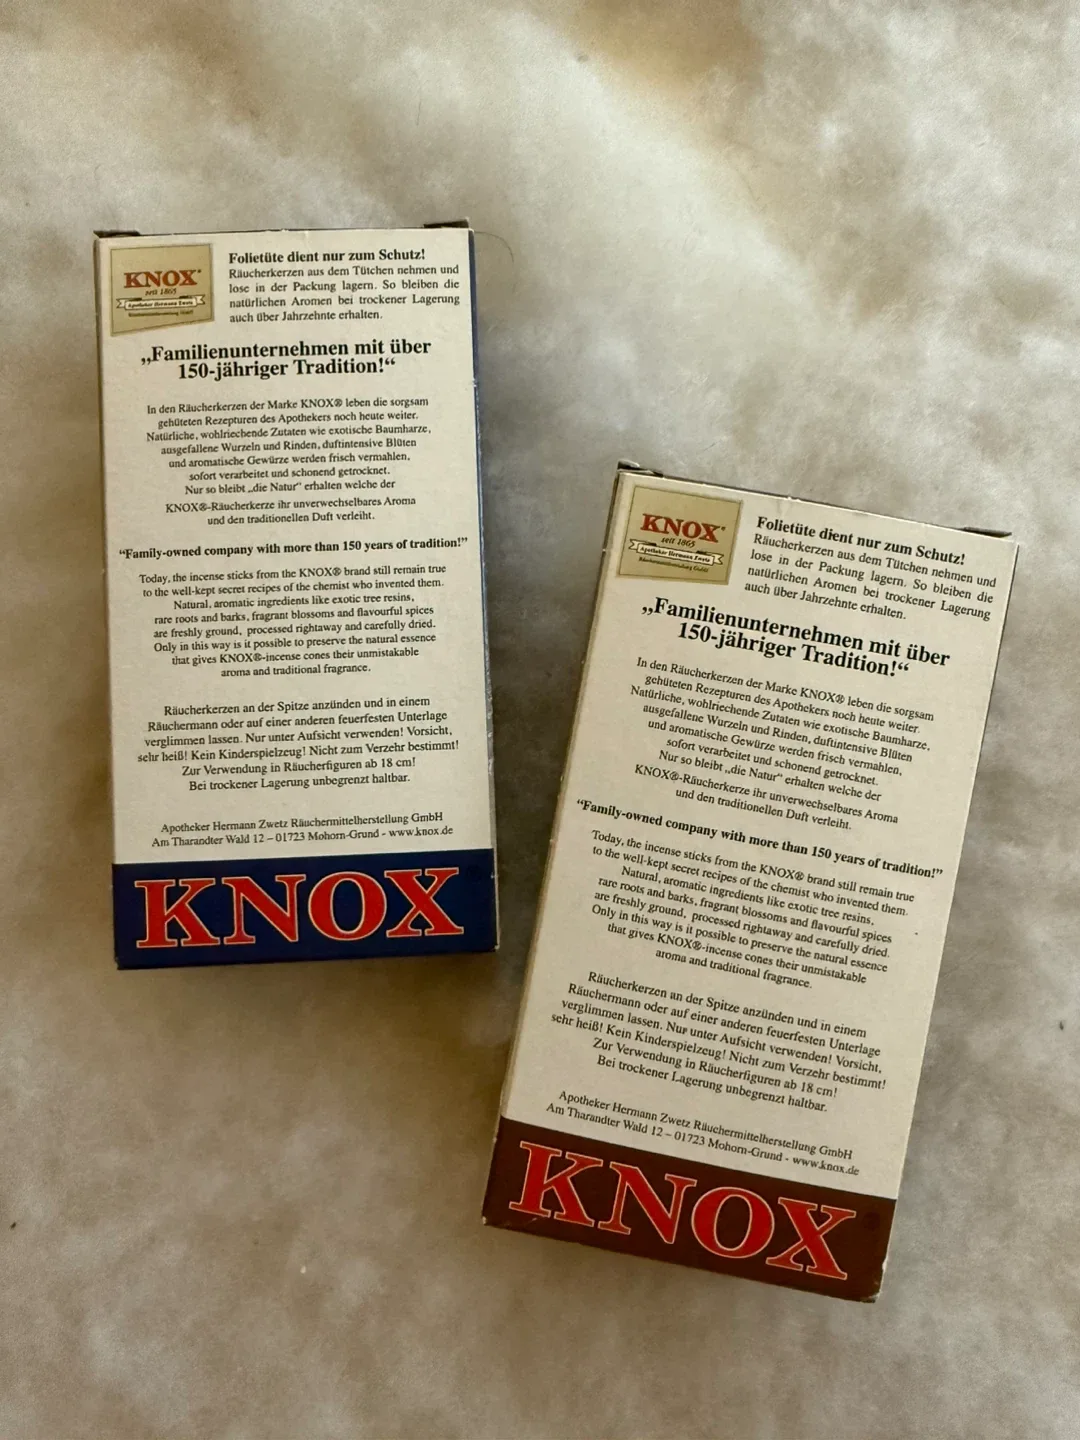 KNOX®
seit 1865
Apotheker Hermann Zwetz
Räuchermittelherstellung GmbH
Folietüte dient nur zum Schutz!
Räucherkerzen aus dem Tütchen nehmen und
lose in der Packung lagern. So bleiben die
natürlichen Aromen bei trockener Lagerung
auch über Jahrzehnte erhalten.
„Familienunternehmen mit über
150-jähriger Tradition!“
In den Räucherkerzen der Marke KNOX® leben die sorgsam
gehüteten Rezepturen des Apothekers noch heute weiter.
Natürliche, wohlriechende Zutaten wie exotische Baumharze,
ausgefallene Wurzeln und Rinden, duftintensive Blüten
und aromatische Gewürze werden frisch vermahlen,
sofort verarbeitet und schonend getrocknet.
Nur so bleibt „die Natur“ erhalten welche der
KNOX®-Räucherkerze ihr unverwechselbares Aroma
und den traditionellen Duft verleiht.
“Family-owned company with more than 150 years of tradition!”
Today, the incense sticks from the KNOX® brand still remain true
to the well-kept secret recipes of the chemist who invented them.
Natural, aromatic ingredients like exotic tree resins,
rare roots and barks, fragrant blossoms and flavourful spices
are freshly ground, processed rightaway and carefully dried.
Only in this way is it possible to preserve the natural essence
that gives KNOX®-incense cones their unmistakable
aroma and traditional fragrance.
Räucherkerzen an der Spitze anzünden und in einem
Räuchermann oder auf einer anderen feuerfesten Unterlage
verglimmen lassen. Nur unter Aufsicht verwenden! Vorsicht,
sehr heiß! Kein Kinderspielzeug! Nicht zum Verzehr bestimmt!
Zur Verwendung in Räucherfiguren ab 18 cm!
Bei trockener Lagerung unbegrenzt haltbar.
Apotheker Hermann Zwetz Räuchermittelherstellung GmbH
Am Tharandter Wald 12 – 01723 Mohorn-Grund - www.knox.de
KNOX®
KNOX®
seit 1865
Apotheker Hermann Zwetz
Räuchermittelherstellung GmbH
Folietüte dient nur zum Schutz!
Räucherkerzen aus dem Tütchen nehmen und
lose in der Packung lagern. So bleiben die
natürlichen Aromen bei trockener Lagerung
auch über Jahrzehnte erhalten.
„Familienunternehmen mit über
150-jähriger Tradition!“
In den Räucherkerzen der Marke KNOX® leben die sorgsam
gehüteten Rezepturen des Apothekers noch heute weiter.
Natürliche, wohlriechende Zutaten wie exotische Baumharze,
ausgefallene Wurzeln und Rinden, duftintensive Blüten
und aromatische Gewürze werden frisch vermahlen,
sofort verarbeitet und schonend getrocknet.
Nur so bleibt „die Natur“ erhalten welche der
KNOX®-Räucherkerze ihr unverwechselbares Aroma
und den traditionellen Duft verleiht.
“Family-owned company with more than 150 years of tradition!”
Today, the incense sticks from the KNOX® brand still remain true
to the well-kept secret recipes of the chemist who invented them.
Natural, aromatic ingredients like exotic tree resins,
rare roots and barks, fragrant blossoms and flavourful spices
are freshly ground, processed rightaway and carefully dried.
Only in this way is it possible to preserve the natural essence
that gives KNOX®-incense cones their unmistakable
aroma and traditional fragrance.
Räucherkerzen an der Spitze anzünden und in einem
Räuchermann oder auf einer anderen feuerfesten Unterlage
verglimmen lassen. Nur unter Aufsicht verwenden! Vorsicht,
sehr heiß! Kein Kinderspielzeug! Nicht zum Verzehr bestimmt!
Zur Verwendung in Räucherfiguren ab 18 cm!
Bei trockener Lagerung unbegrenzt haltbar.
Apotheker Hermann Zwetz Räuchermittelherstellung GmbH
Am Tharandter Wald 12 – 01723 Mohorn-Grund - www.knox.de
KNOX®